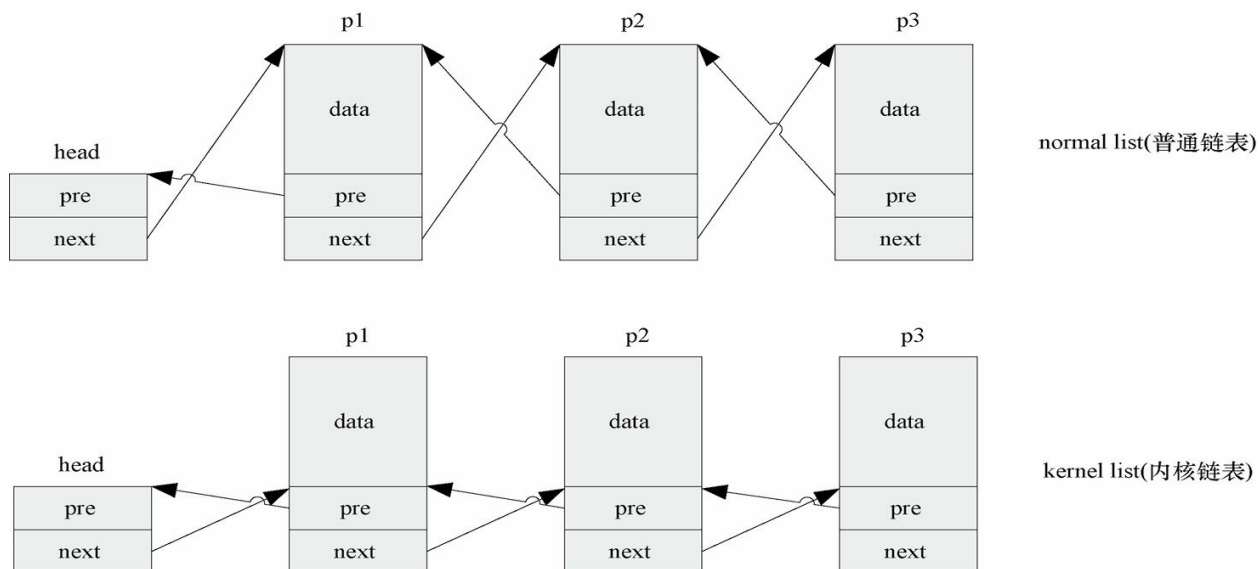 p1 p2 p3
data data data normal list(普通链表)
head
pre pre pre pre
next next next next
p1 p2 p3
data data data
head kernel list(内核链表)
pre pre pre pre
next next next next